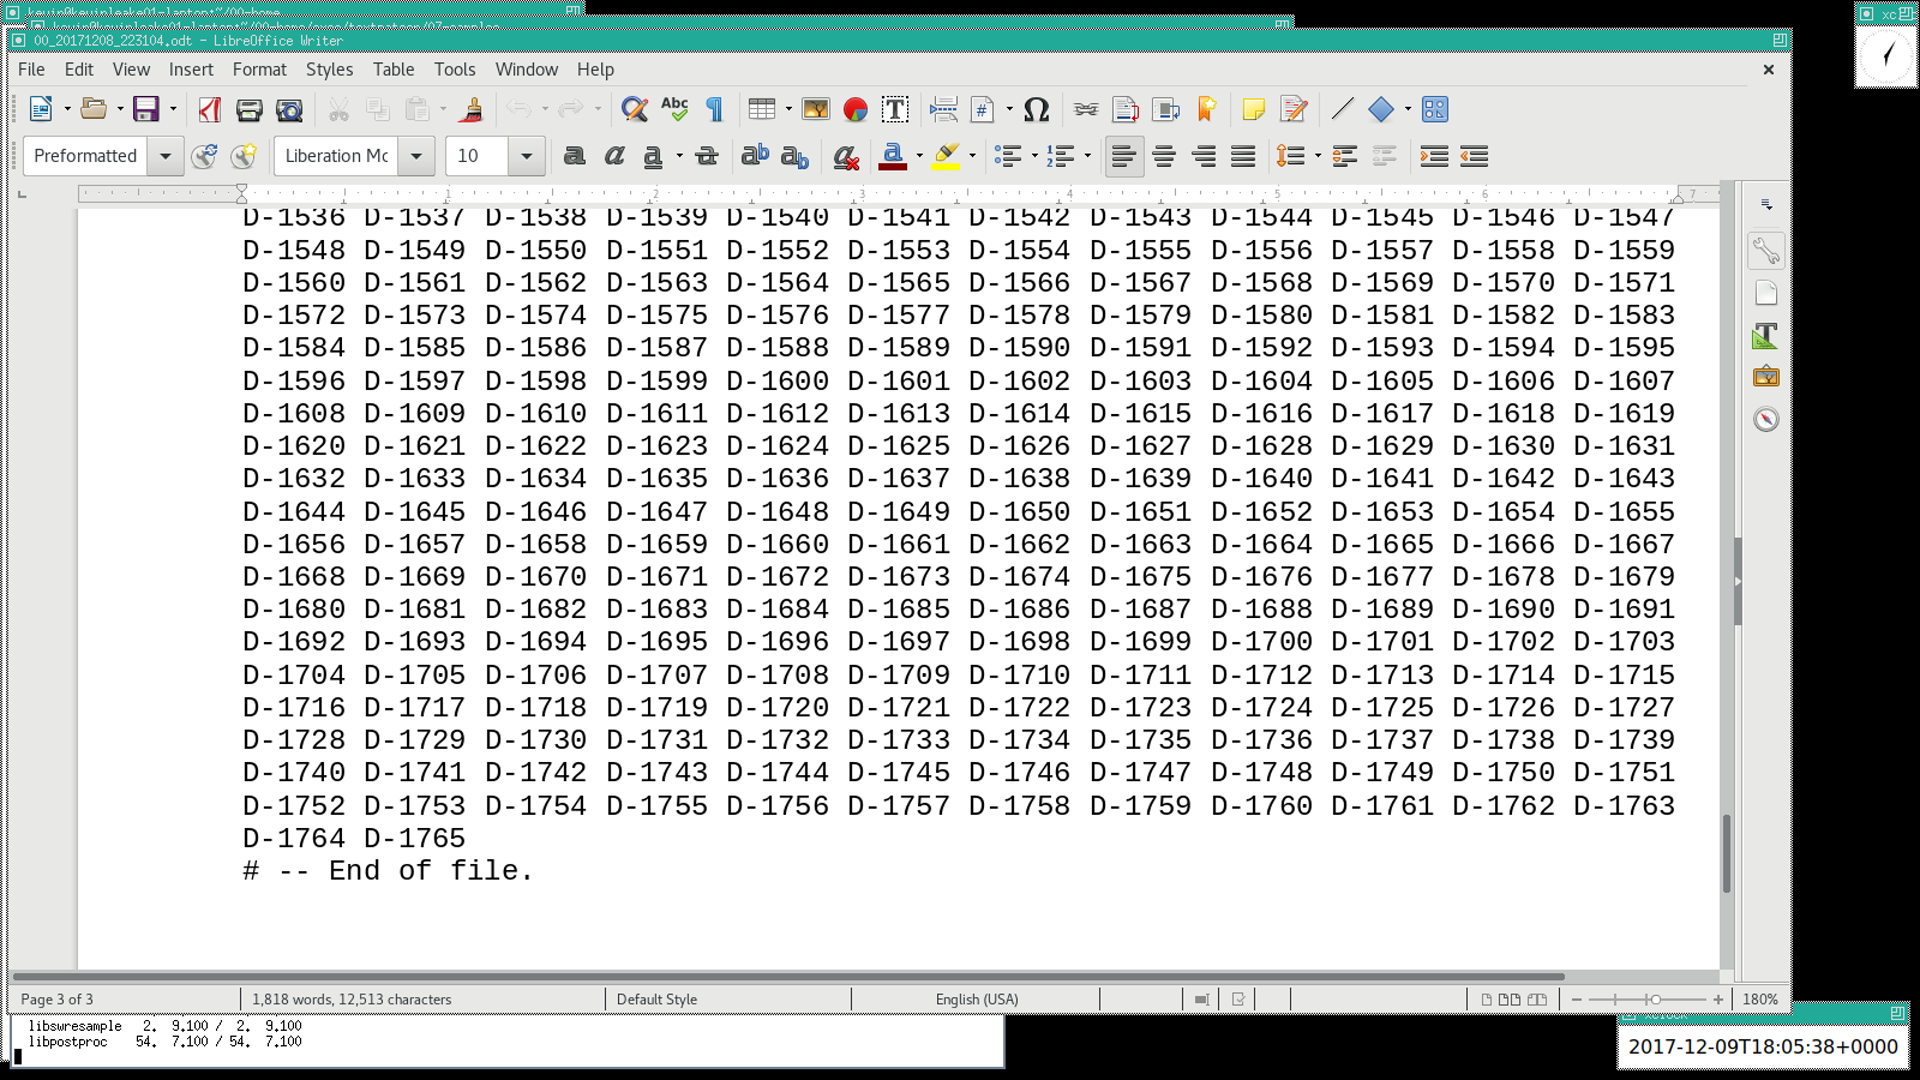 kevin@kevinleake01-laptop:~/00-home
xc
00_20171208_223104.odt - LibreOffice Writer
File Edit View Insert Format Styles Table Tools Window Help
Abc
Preformatted Liberation Mc 10
1 2 3 4 5 6 7
D-1536 D-1537 D-1538 D-1539 D-1540 D-1541 D-1542 D-1543 D-1544 D-1545 D-1546 D-1547
D-1548 D-1549 D-1550 D-1551 D-1552 D-1553 D-1554 D-1555 D-1556 D-1557 D-1558 D-1559
D-1560 D-1561 D-1562 D-1563 D-1564 D-1565 D-1566 D-1567 D-1568 D-1569 D-1570 D-1571
D-1572 D-1573 D-1574 D-1575 D-1576 D-1577 D-1578 D-1579 D-1580 D-1581 D-1582 D-1583
D-1584 D-1585 D-1586 D-1587 D-1588 D-1589 D-1590 D-1591 D-1592 D-1593 D-1594 D-1595
D-1596 D-1597 D-1598 D-1599 D-1600 D-1601 D-1602 D-1603 D-1604 D-1605 D-1606 D-1607
D-1608 D-1609 D-1610 D-1611 D-1612 D-1613 D-1614 D-1615 D-1616 D-1617 D-1618 D-1619
D-1620 D-1621 D-1622 D-1623 D-1624 D-1625 D-1626 D-1627 D-1628 D-1629 D-1630 D-1631
D-1632 D-1633 D-1634 D-1635 D-1636 D-1637 D-1638 D-1639 D-1640 D-1641 D-1642 D-1643
D-1644 D-1645 D-1646 D-1647 D-1648 D-1649 D-1650 D-1651 D-1652 D-1653 D-1654 D-1655
D-1656 D-1657 D-1658 D-1659 D-1660 D-1661 D-1662 D-1663 D-1664 D-1665 D-1666 D-1667
D-1668 D-1669 D-1670 D-1671 D-1672 D-1673 D-1674 D-1675 D-1676 D-1677 D-1678 D-1679
D-1680 D-1681 D-1682 D-1683 D-1684 D-1685 D-1686 D-1687 D-1688 D-1689 D-1690 D-1691
D-1692 D-1693 D-1694 D-1695 D-1696 D-1697 D-1698 D-1699 D-1700 D-1701 D-1702 D-1703
D-1704 D-1705 D-1706 D-1707 D-1708 D-1709 D-1710 D-1711 D-1712 D-1713 D-1714 D-1715
D-1716 D-1717 D-1718 D-1719 D-1720 D-1721 D-1722 D-1723 D-1724 D-1725 D-1726 D-1727
D-1728 D-1729 D-1730 D-1731 D-1732 D-1733 D-1734 D-1735 D-1736 D-1737 D-1738 D-1739
D-1740 D-1741 D-1742 D-1743 D-1744 D-1745 D-1746 D-1747 D-1748 D-1749 D-1750 D-1751
D-1752 D-1753 D-1754 D-1755 D-1756 D-1757 D-1758 D-1759 D-1760 D-1761 D-1762 D-1763
D-1764 D-1765
# -- End of file.
Page 3 of 3 1,818 words, 12,513 characters Default Style English (USA) 180%
libswresample 2. 9.100 / 2. 9.100
libpostproc 54. 7.100 / 54. 7.100
xclock
2017-12-09T18:05:38+0000